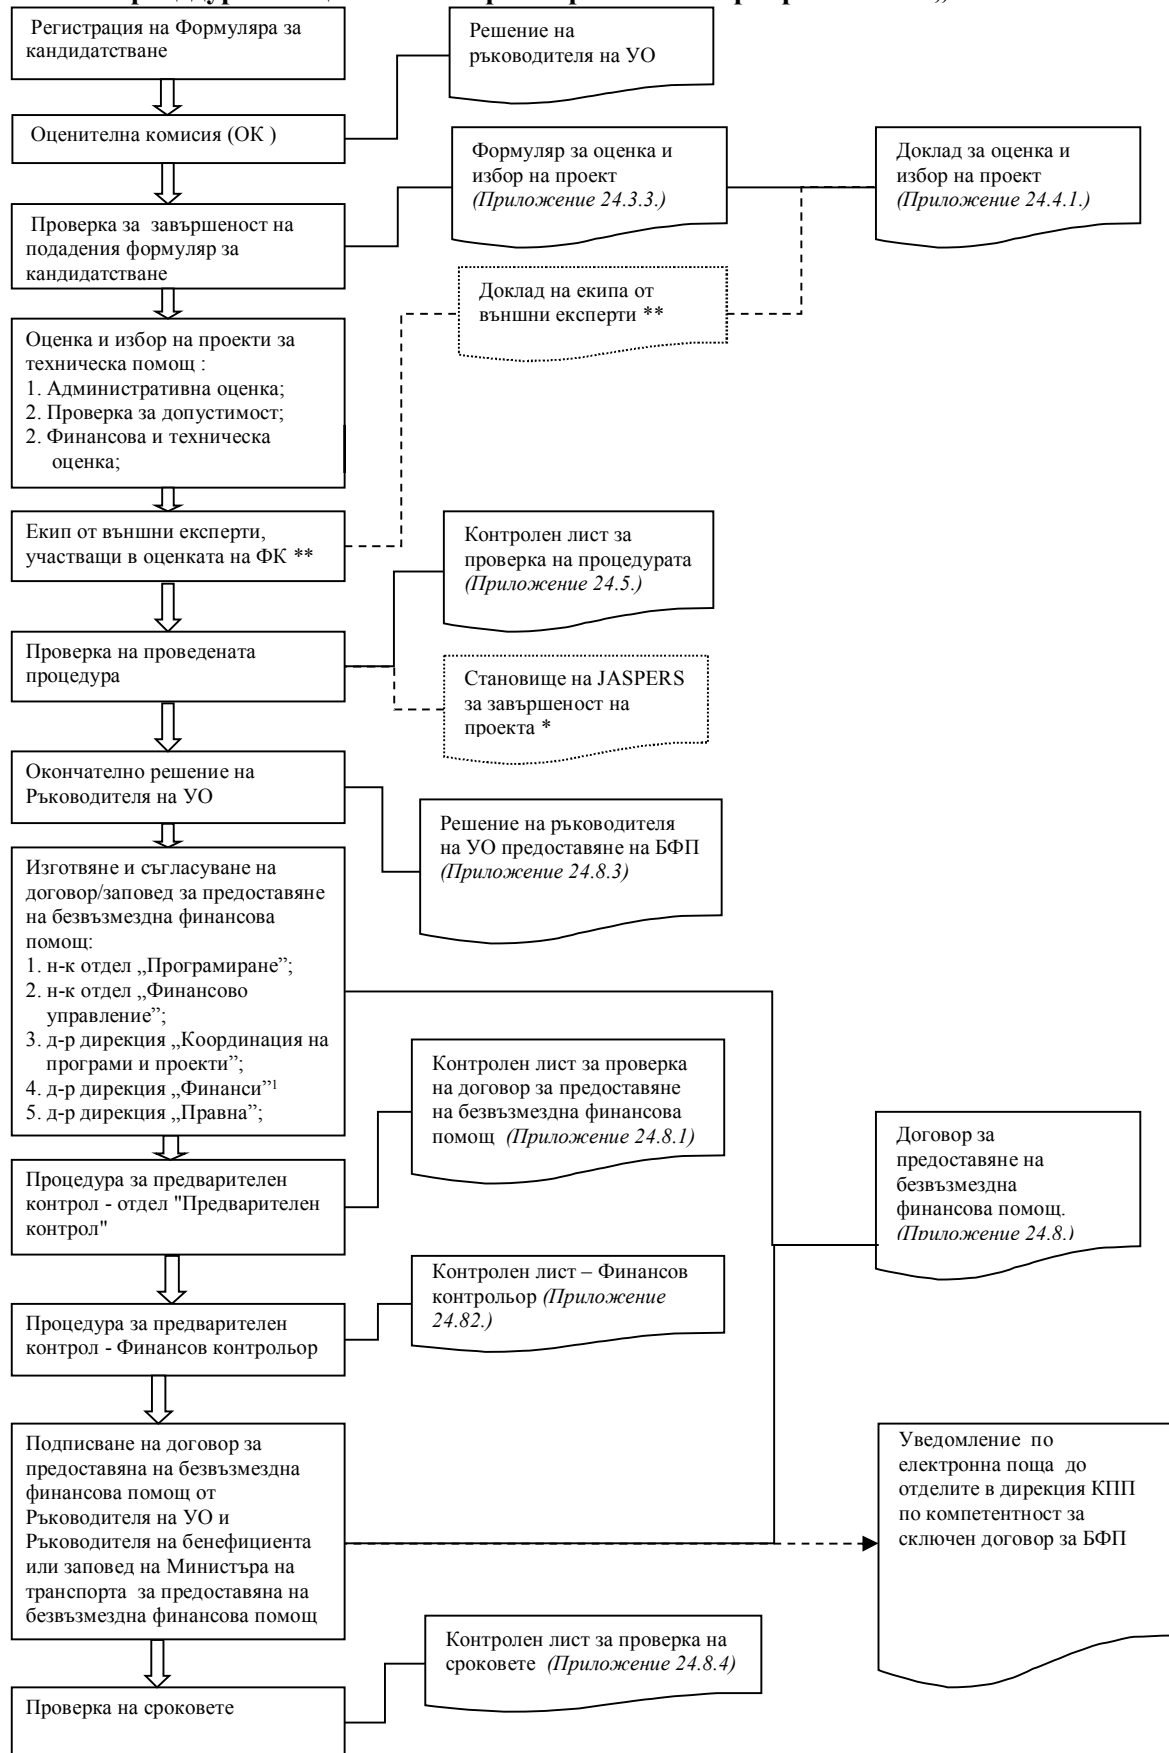 Регистрация на Формуляра за
кандидатстване
Решение на
ръководителя на УО
Оценителна комисия (ОК )
Формуляр за оценка и
избор на проект
(Приложение 24.3.3.)
Доклад за оценка и
избор на проект
(Приложение 24.4.1.)
Проверка за завършеност на
подадения формуляр за
кандидатстване
Доклад на екипа от
външни експерти **
Оценка и избор на проекти за
техническа помощ :
1. Административна оценка;
2. Проверка за допустимост;
2. Финансова и техническа
оценка;
Екип от външни експерти,
участващи в оценката на ФК **
Контролен лист за
проверка на процедурата
(Приложение 24.5.)
Проверка на проведената
процедура
Становище на JASPERS
за завършеност на
проекта *
Окончателно решение на
Ръководителя на УО
Решение на ръководителя
на УО предоставяне на БФП
(Приложение 24.8.3)
Изготвяне и съгласуване на
договор/заповед за предоставяне
на безвъзмездна финансова
помощ:
1. н-к отдел „Програмиране”;
2. н-к отдел „Финансово
управление”;
3. д-р дирекция „Координация на
програми и проекти”;
4. д-р дирекция „Финанси”¹
5. д-р дирекция „Правна”;
Контролен лист за проверка
на договор за предоставяне
на безвъзмездна финансова
помощ (Приложение 24.8.1)
Договор за
предоставяне на
безвъзмездна
финансова помощ.
(Приложение 24.8.)
Процедура за предварителен
контрол - отдел "Предварителен
контрол"
Контролен лист – Финансов
контрольор (Приложение
24.82.)
Процедура за предварителен
контрол - Финансов контрольор
Подписване на договор за
предоставяна на безвъзмездна
финансова помощ от
Ръководителя на УО и
Ръководителя на бенефициента
или заповед на Министъра на
транспорта за предоставяна на
безвъзмездна финансова помощ
Уведомление по
електронна поща до
отделите в дирекция КПП
по компетентност за
сключен договор за БФП
Контролен лист за проверка на
сроковете (Приложение 24.8.4)
Проверка на сроковете